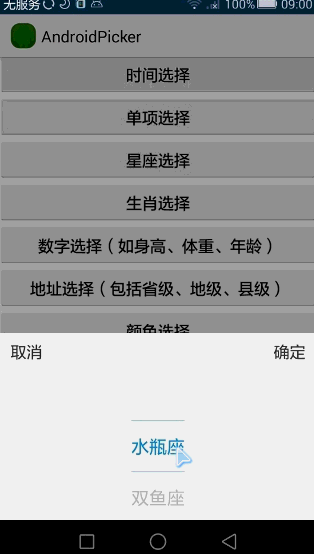 无服务 100% 09:00
AndroidPicker
时间选择
单项选择
星座选择
生肖选择
数字选择（如身高、体重、年龄）
地址选择（包括省级、地级、县级）
颜色选择
取消 确定
水瓶座
双鱼座